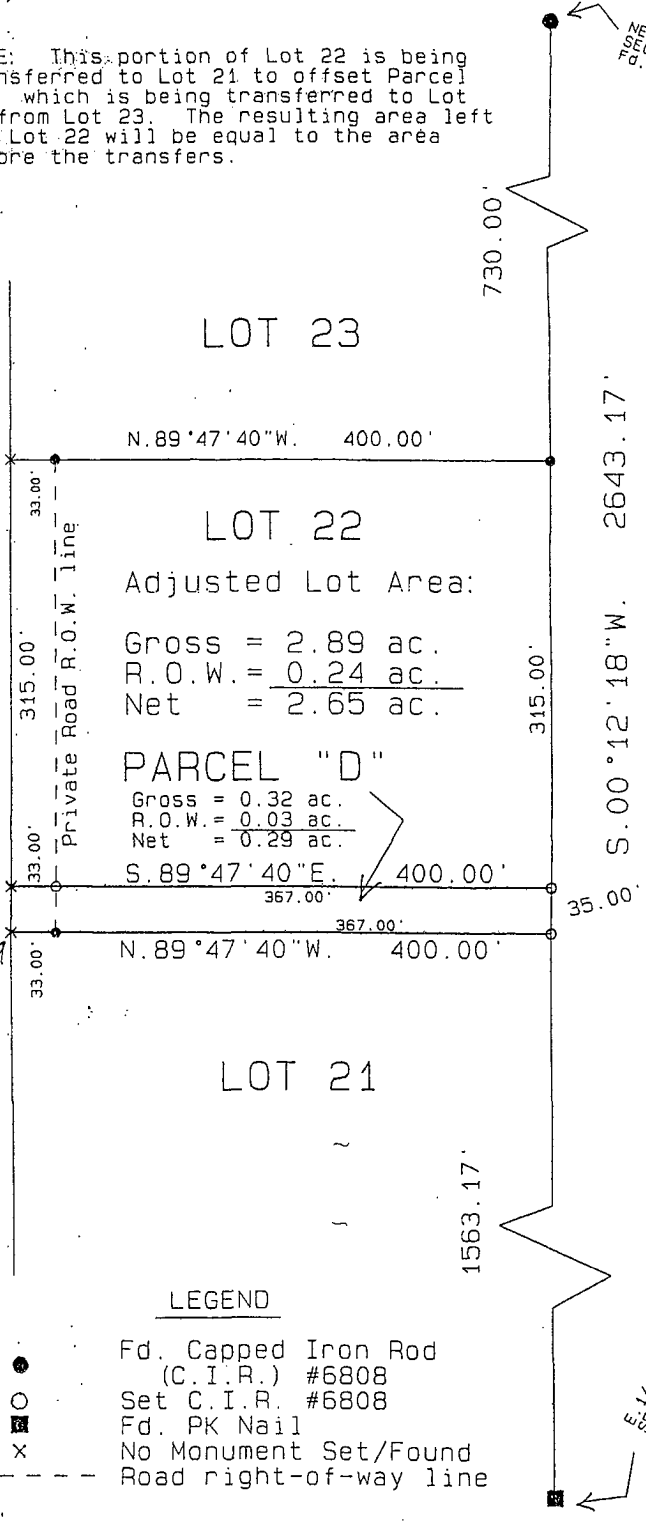 E: This portion of Lot 22 is being
nsferred to Lot 21 to offset Parcel
which is being transferred to Lot
from Lot 23. The resulting area left
Lot 22 will be equal to the area
ore the transfers.
NE
SE
Fd.
730.00'
LOT 23
N.89°47'40"W. 400.00'
33.00'
2643.17'
LOT 22
Adjusted Lot Area:
Gross = 2.89 ac.
R.O.W. = 0.24 ac.
Net = 2.65 ac.
Private Road R.O.W. line
315.00'
315.00'
S.00°12'18"W.
PARCEL "D"
Gross = 0.32 ac.
R.O.W. = 0.03 ac.
Net = 0.29 ac.
33.00'
S.89°47'40"E. 400.00'
367.00'
35.00'
367.00'
N.89°47'40"W. 400.00'
33.00'
LOT 21
1563.17'
LEGEND
Fd. Capped Iron Rod
(C.I.R.) #6808
Set C.I.R. #6808
Fd. PK Nail
x No Monument Set/Found
Road right-of-way line